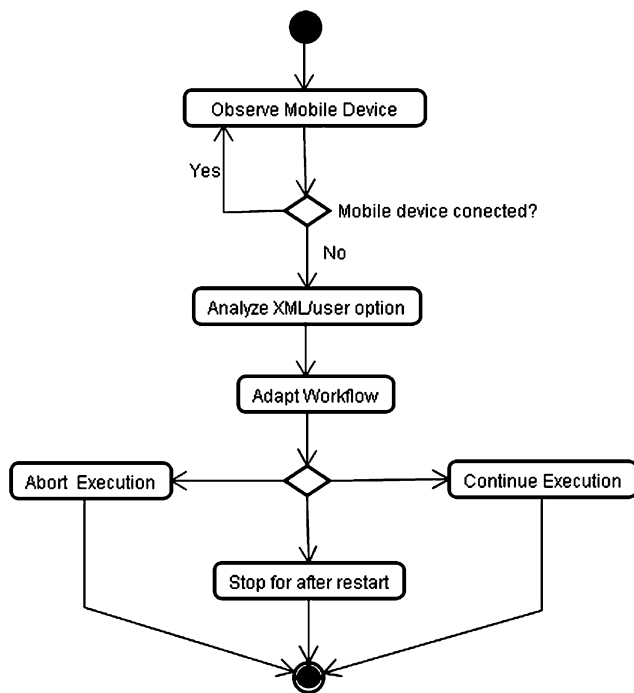 Observe Mobile Device
Yes
Mobile device conected?
No
Analyze XML/user option
Adapt Workflow
Abort Execution
Continue Execution
Stop for after restart